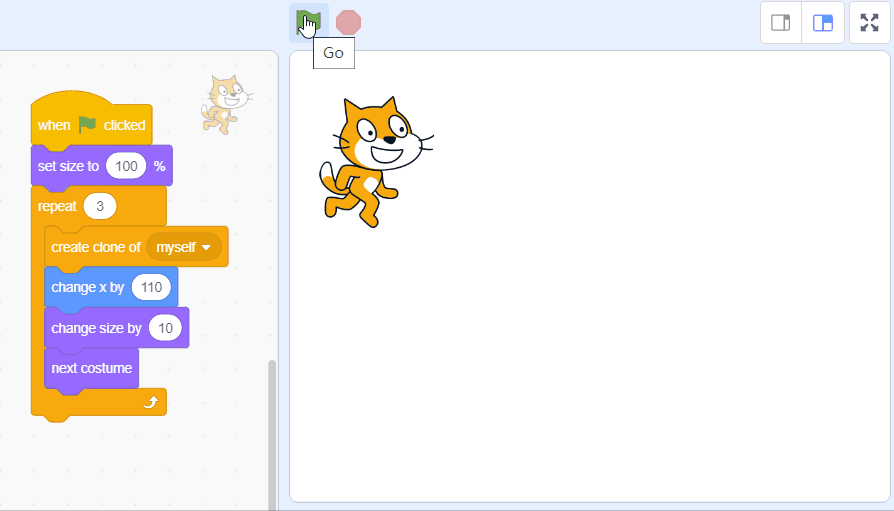 Go
when clicked
set size to 100 %
repeat 3
create clone of myself
change x by 110
change size by 10
next costume